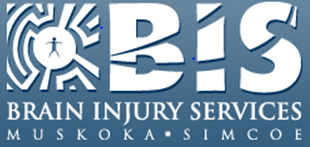 BIS
BRAIN INJURY SERVICES
MUSKOKA ▪ SIMCOE